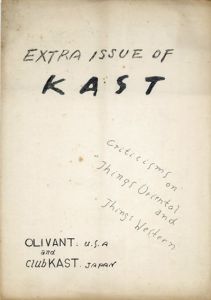 EXTRA ISSUE OF
KAST
Criticisms
on
"Things Oriental
and
Things Western
OLIVANT. U.S.A
and
club KAST. JAPAN